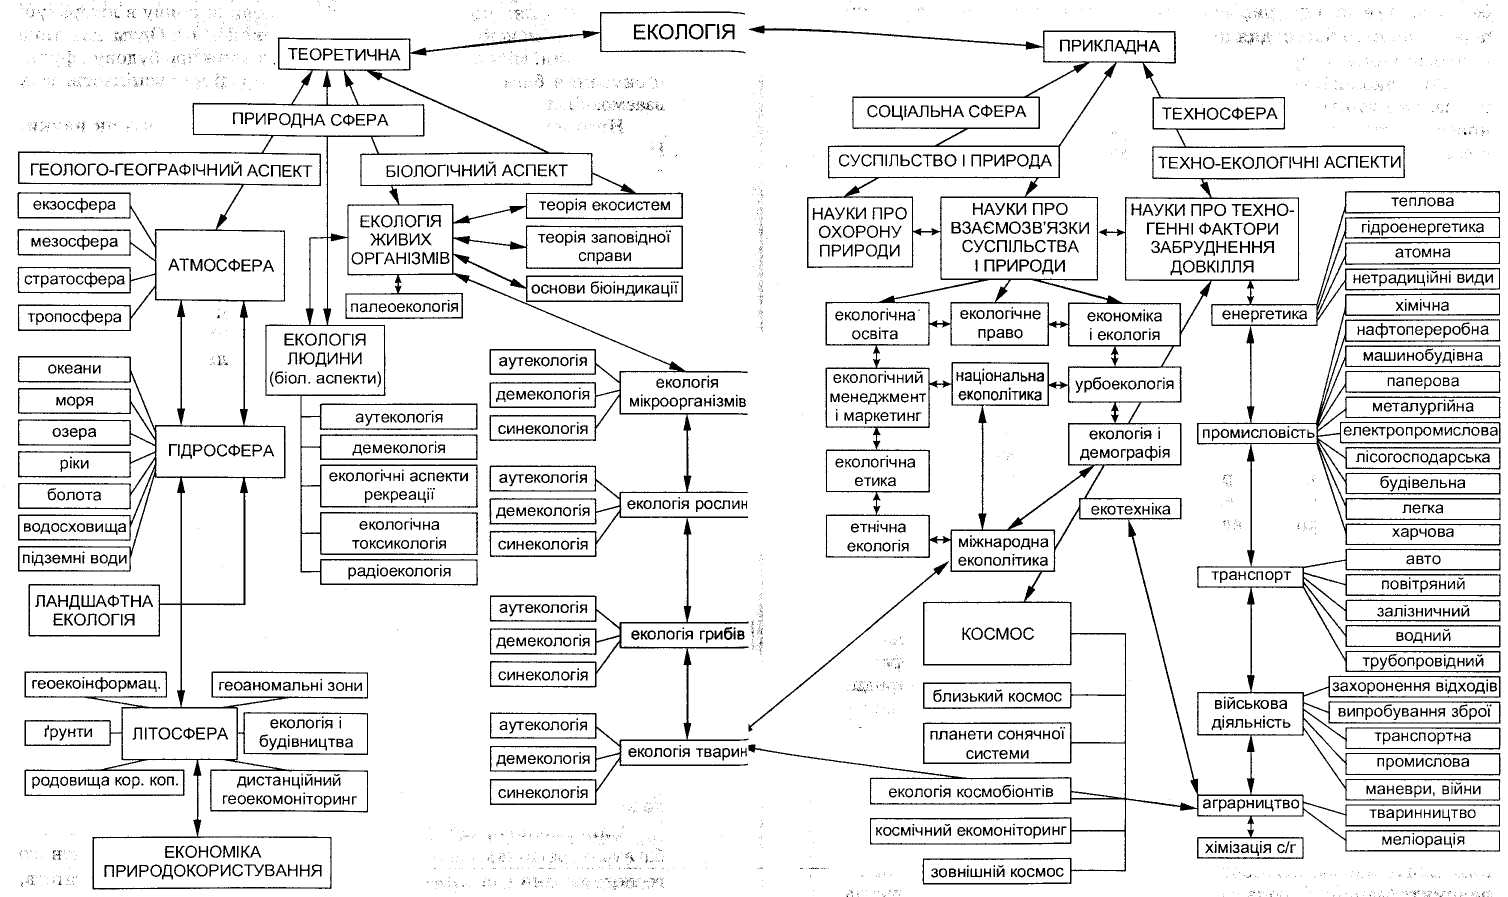 ЕКОЛОГІЯ
ТЕОРЕТИЧНА
ПРИРОДНА СФЕРА
ГЕОЛОГО-ГЕОГРАФІЧНИЙ АСПЕКТ
БІОЛОГІЧНИЙ АСПЕКТ
екзосфера
мезосфера
стратосфера
тропосфера
АТМОСФЕРА
ЕКОЛОГІЯ
ЖИВИХ
ОРГАНІЗМІВ
теорія екосистем
теорія заповідної
справи
основи біоіндикації
палеоекологія
ЕКОЛОГІЯ
ЛЮДИНИ
(біол. аспекти)
аутекологія
демекологія
екологічні аспекти
рекреації
екологічна
токсикологія
радіоекологія
океани
моря
озера
ріки
болота
водосховища
підземні води
ГІДРОСФЕРА
ЛАНДШАФТНА
ЕКОЛОГІЯ
геоекоінформац.
геоаномальні зони
ґрунти
ЛІТОСФЕРА
екологія і
будівництва
родовища кор. коп.
дистанційний
геоекомоніторинг
ЕКОНОМІКА
ПРИРОДОКОРИСТУВАННЯ
аутекологія
демекологія
синекологія
екологія
мікроорганізмів
аутекологія
демекологія
синекологія
екологія рослин
аутекологія
демекологія
синекологія
екологія грибів
аутекологія
демекологія
синекологія
екологія тварин
ПРИКЛАДНА
СОЦІАЛЬНА СФЕРА
ТЕХНОСФЕРА
СУСПІЛЬСТВО І ПРИРОДА
ТЕХНО-ЕКОЛОГІЧНІ АСПЕКТИ
НАУКИ ПРО
ОХОРОНУ
ПРИРОДИ
НАУКИ ПРО
ВЗАЄМОЗВ'ЯЗКИ
СУСПІЛЬСТВА
І ПРИРОДИ
НАУКИ ПРО ТЕХНО-
ГЕННІ ФАКТОРИ
ЗАБРУДНЕННЯ
ДОВКІЛЛЯ
екологічна
освіта
екологічне
право
економіка
і екологія
екологічний
менеджмент
і маркетинг
національна
екополітика
урбоекологія
екологічна
етика
екологія і
демографія
етнічна
екологія
міжнародна
екополітика
екотехніка
КОСМОС
близький космос
планети сонячної
системи
екологія космобіонтів
космічний екомоніторинг
зовнішній космос
енергетика
теплова
гідроенергетика
атомна
нетрадиційні види
промисловість
хімічна
нафтопереробна
машинобудівна
паперова
металургійна
електропромислова
лісогосподарська
будівельна
легка
харчова
транспорт
авто
повітряний
залізничний
водний
трубопровідний
військова
діяльність
захоронення відходів
випробування зброї
транспортна
промислова
маневри, війни
аграрництво
тваринництво
меліорація
хімізація с/г